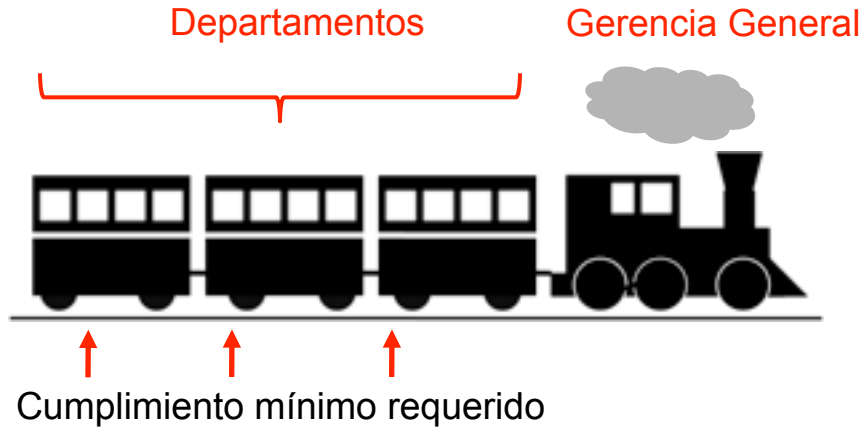 Departamentos
Gerencia General
Cumplimiento mínimo requerido